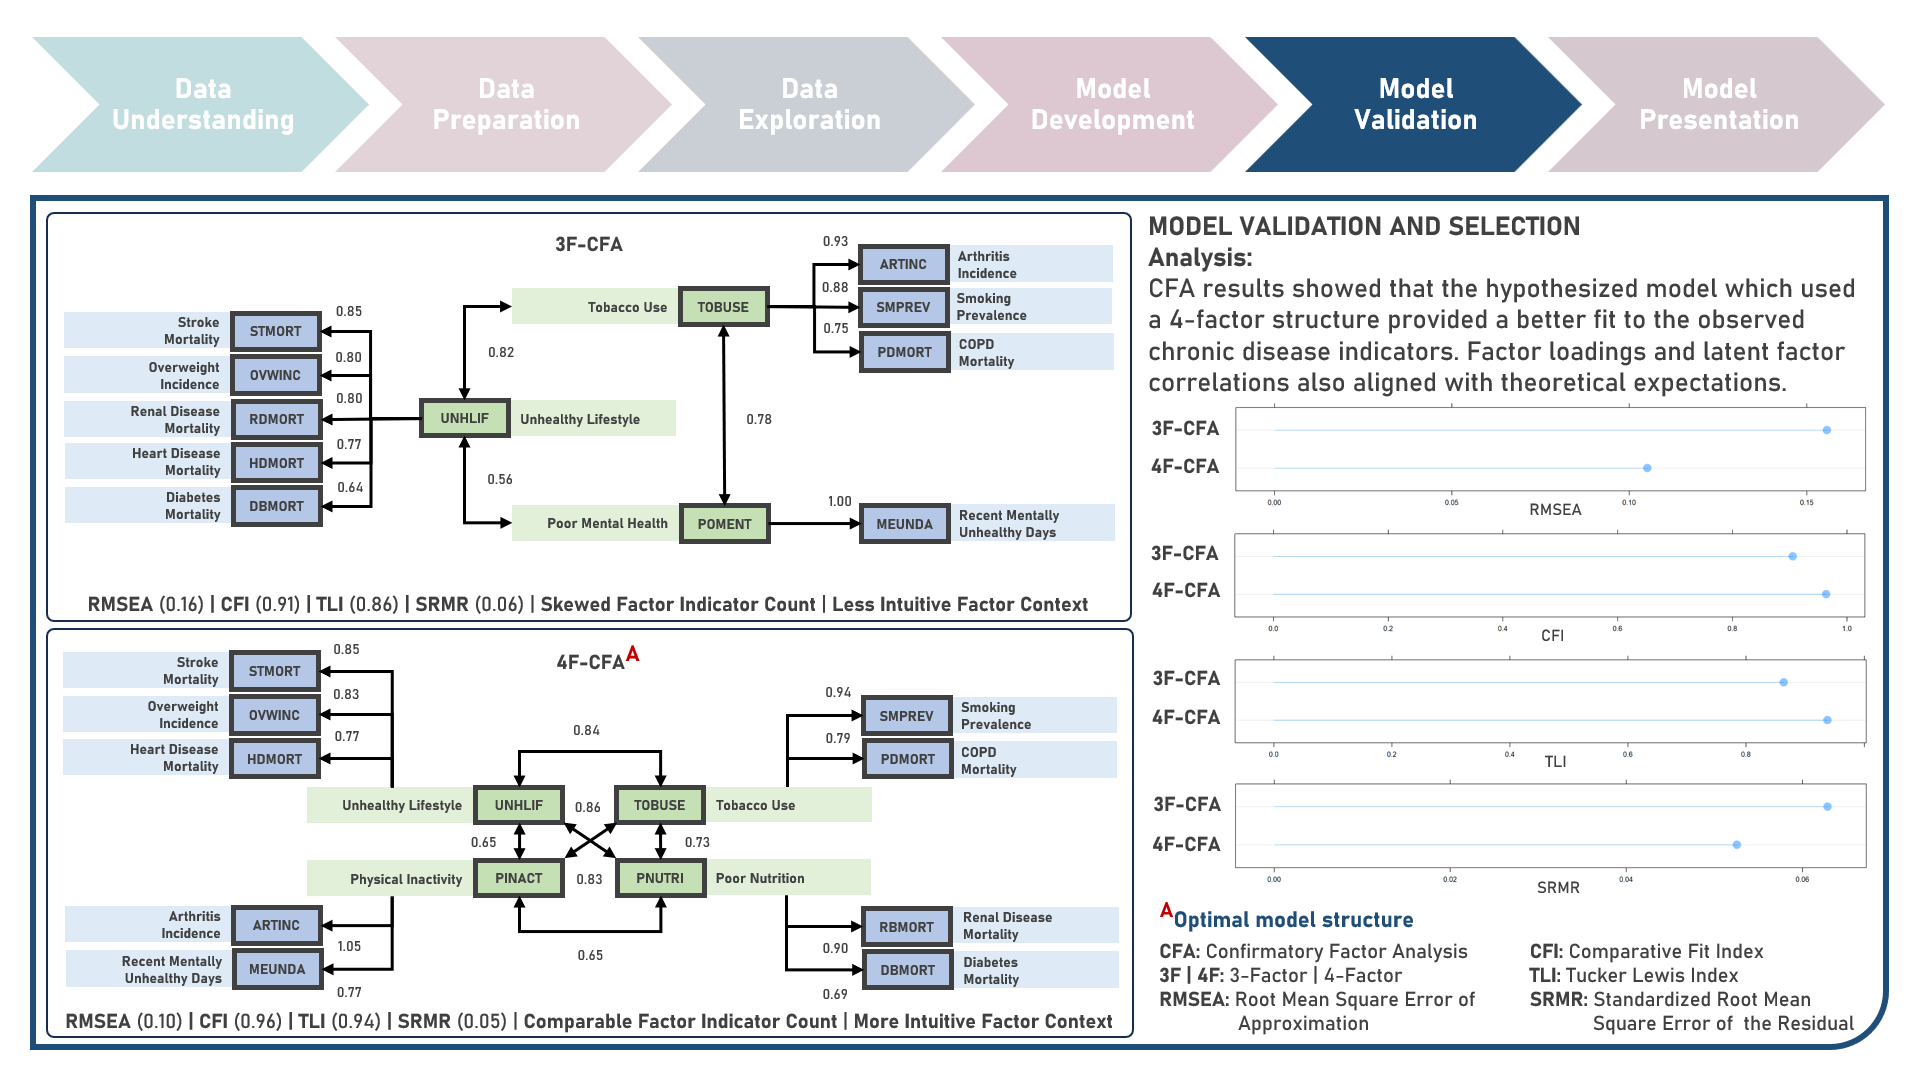 Data
Understanding
Data
Preparation
Data
Exploration
Model
Development
Model
Validation
Model
Presentation
3F-CFA
Stroke
Mortality
STMORT
0.85
Overweight
Incidence
OVWINC
0.80
Renal Disease
Mortality
RDMORT
0.80
Heart Disease
Mortality
HDMORT
0.77
Diabetes
Mortality
DBMORT
0.64
UNHLIF
Unhealthy Lifestyle
0.82
0.56
Tobacco Use
TOBUSE
0.78
Poor Mental Health
POMENT
0.93
ARTINC
Arthritis
Incidence
0.88
SMPREV
Smoking
Prevalence
0.75
PDMORT
COPD
Mortality
1.00
MEUNDA
Recent Mentally
Unhealthy Days
RMSEA (0.16) | CFI (0.91) | TLI (0.86) | SRMR (0.06) | Skewed Factor Indicator Count | Less Intuitive Factor Context
4F-CFA A
Stroke
Mortality
STMORT
0.85
Overweight
Incidence
OVWINC
0.83
Heart Disease
Mortality
HDMORT
0.77
0.94
SMPREV
Smoking
Prevalence
0.79
PDMORT
COPD
Mortality
0.84
Unhealthy Lifestyle
UNHLIF
0.86
TOBUSE
Tobacco Use
0.65
0.73
Physical Inactivity
PINACT
0.83
PNUTRI
Poor Nutrition
0.65
Arthritis
Incidence
ARTINC
1.05
Recent Mentally
Unhealthy Days
MEUNDA
0.77
RBMORT
Renal Disease
Mortality
0.90
DBMORT
Diabetes
Mortality
0.69
RMSEA (0.10) | CFI (0.96) | TLI (0.94) | SRMR (0.05) | Comparable Factor Indicator Count | More Intuitive Factor Context
MODEL VALIDATION AND SELECTION
Analysis:
CFA results showed that the hypothesized model which used
a 4-factor structure provided a better fit to the observed
chronic disease indicators. Factor loadings and latent factor
correlations also aligned with theoretical expectations.
3F-CFA
4F-CFA
0.00 0.05 0.10 0.15
RMSEA
3F-CFA
4F-CFA
0.0 0.2 0.4 0.6 0.8 1.0
CFI
3F-CFA
4F-CFA
0.0 0.2 0.4 0.6 0.8
TLI
3F-CFA
4F-CFA
0.00 0.02 0.04 0.06
SRMR
A Optimal model structure
CFA: Confirmatory Factor Analysis
3F | 4F: 3-Factor | 4-Factor
RMSEA: Root Mean Square Error of
Approximation
CFI: Comparative Fit Index
TLI: Tucker Lewis Index
SRMR: Standardized Root Mean
Square Error of the Residual